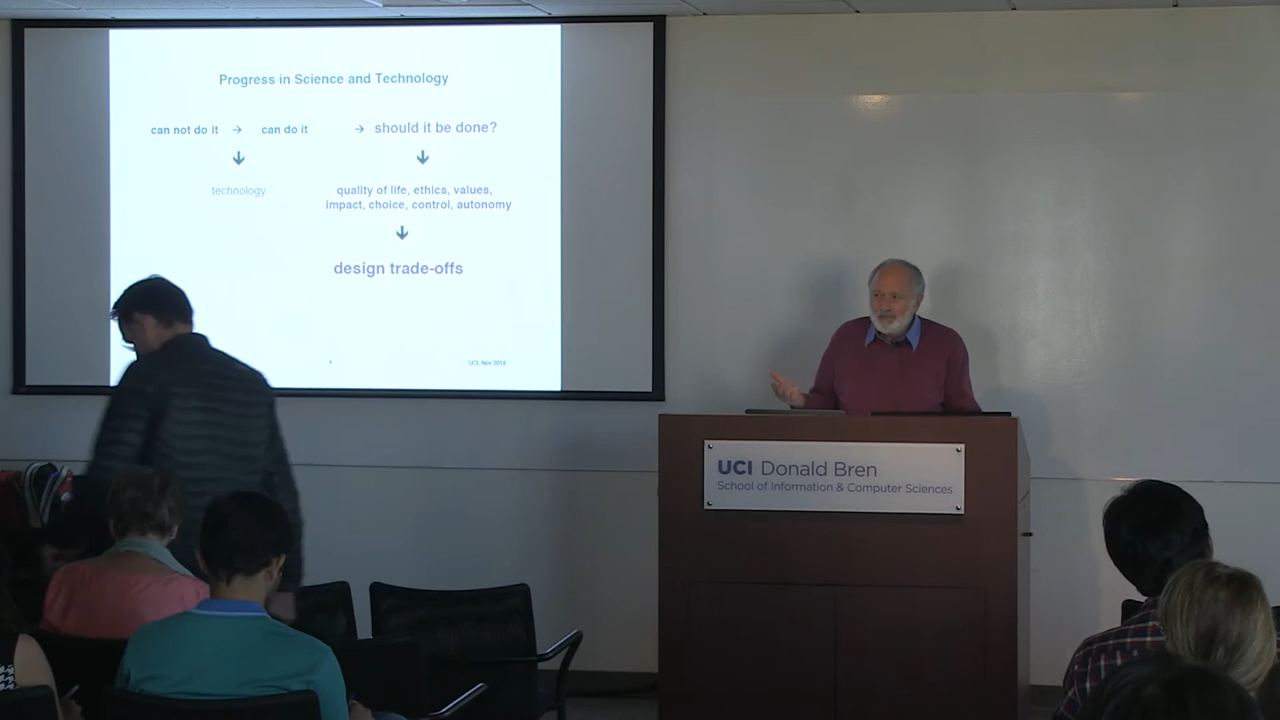 Progress in Science and Technology
can not do it → can do it → should it be done?
technology
quality of life, ethics, values,
impact, choice, control, autonomy
design trade-offs
UCI, Nov 2016
UCI Donald Bren
School of Information & Computer Sciences